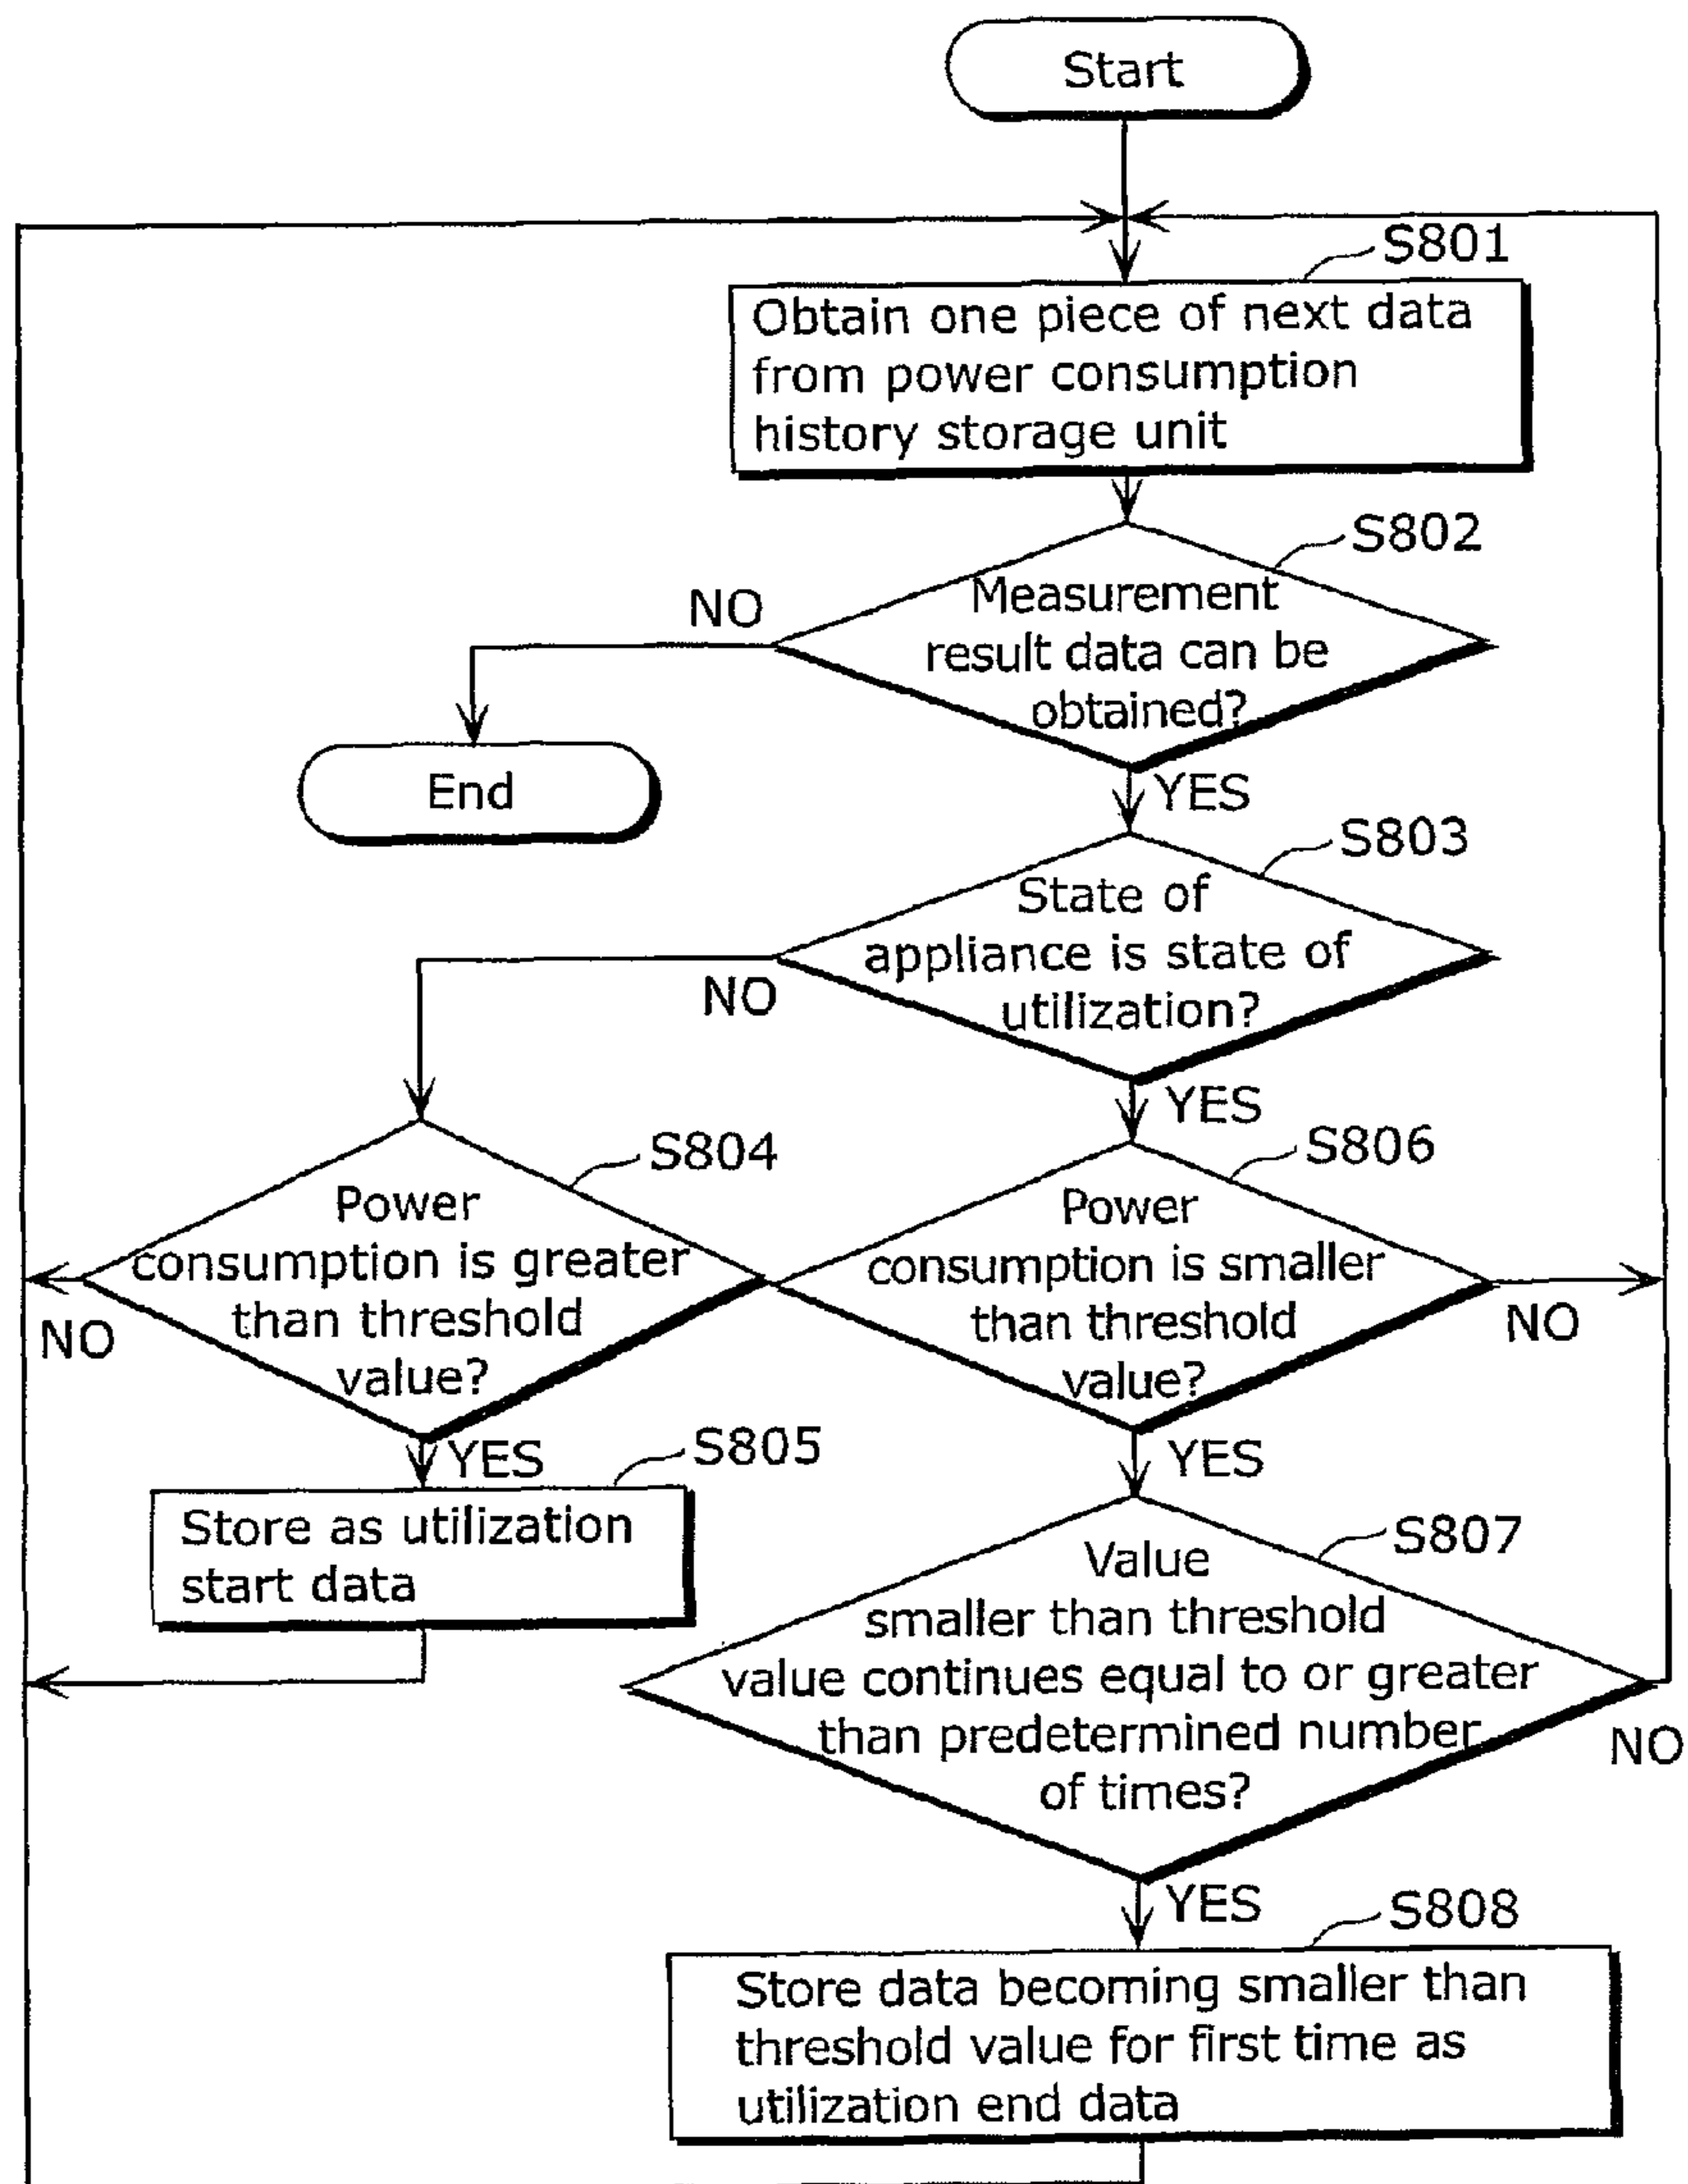 Start
S801
Obtain one piece of next data
from power consumption
history storage unit
S802
Measurement
result data can be
obtained?
NO
End
YES
S803
State of
appliance is state of
utilization?
NO
YES
S804
Power
consumption is greater
than threshold
value?
NO
YES
S805
Store as utilization
start data
S806
Power
consumption is smaller
than threshold
value?
NO
YES
S807
Value
smaller than threshold
value continues equal to or greater
than predetermined number
of times?
NO
YES
S808
Store data becoming smaller than
threshold value for first time as
utilization end data